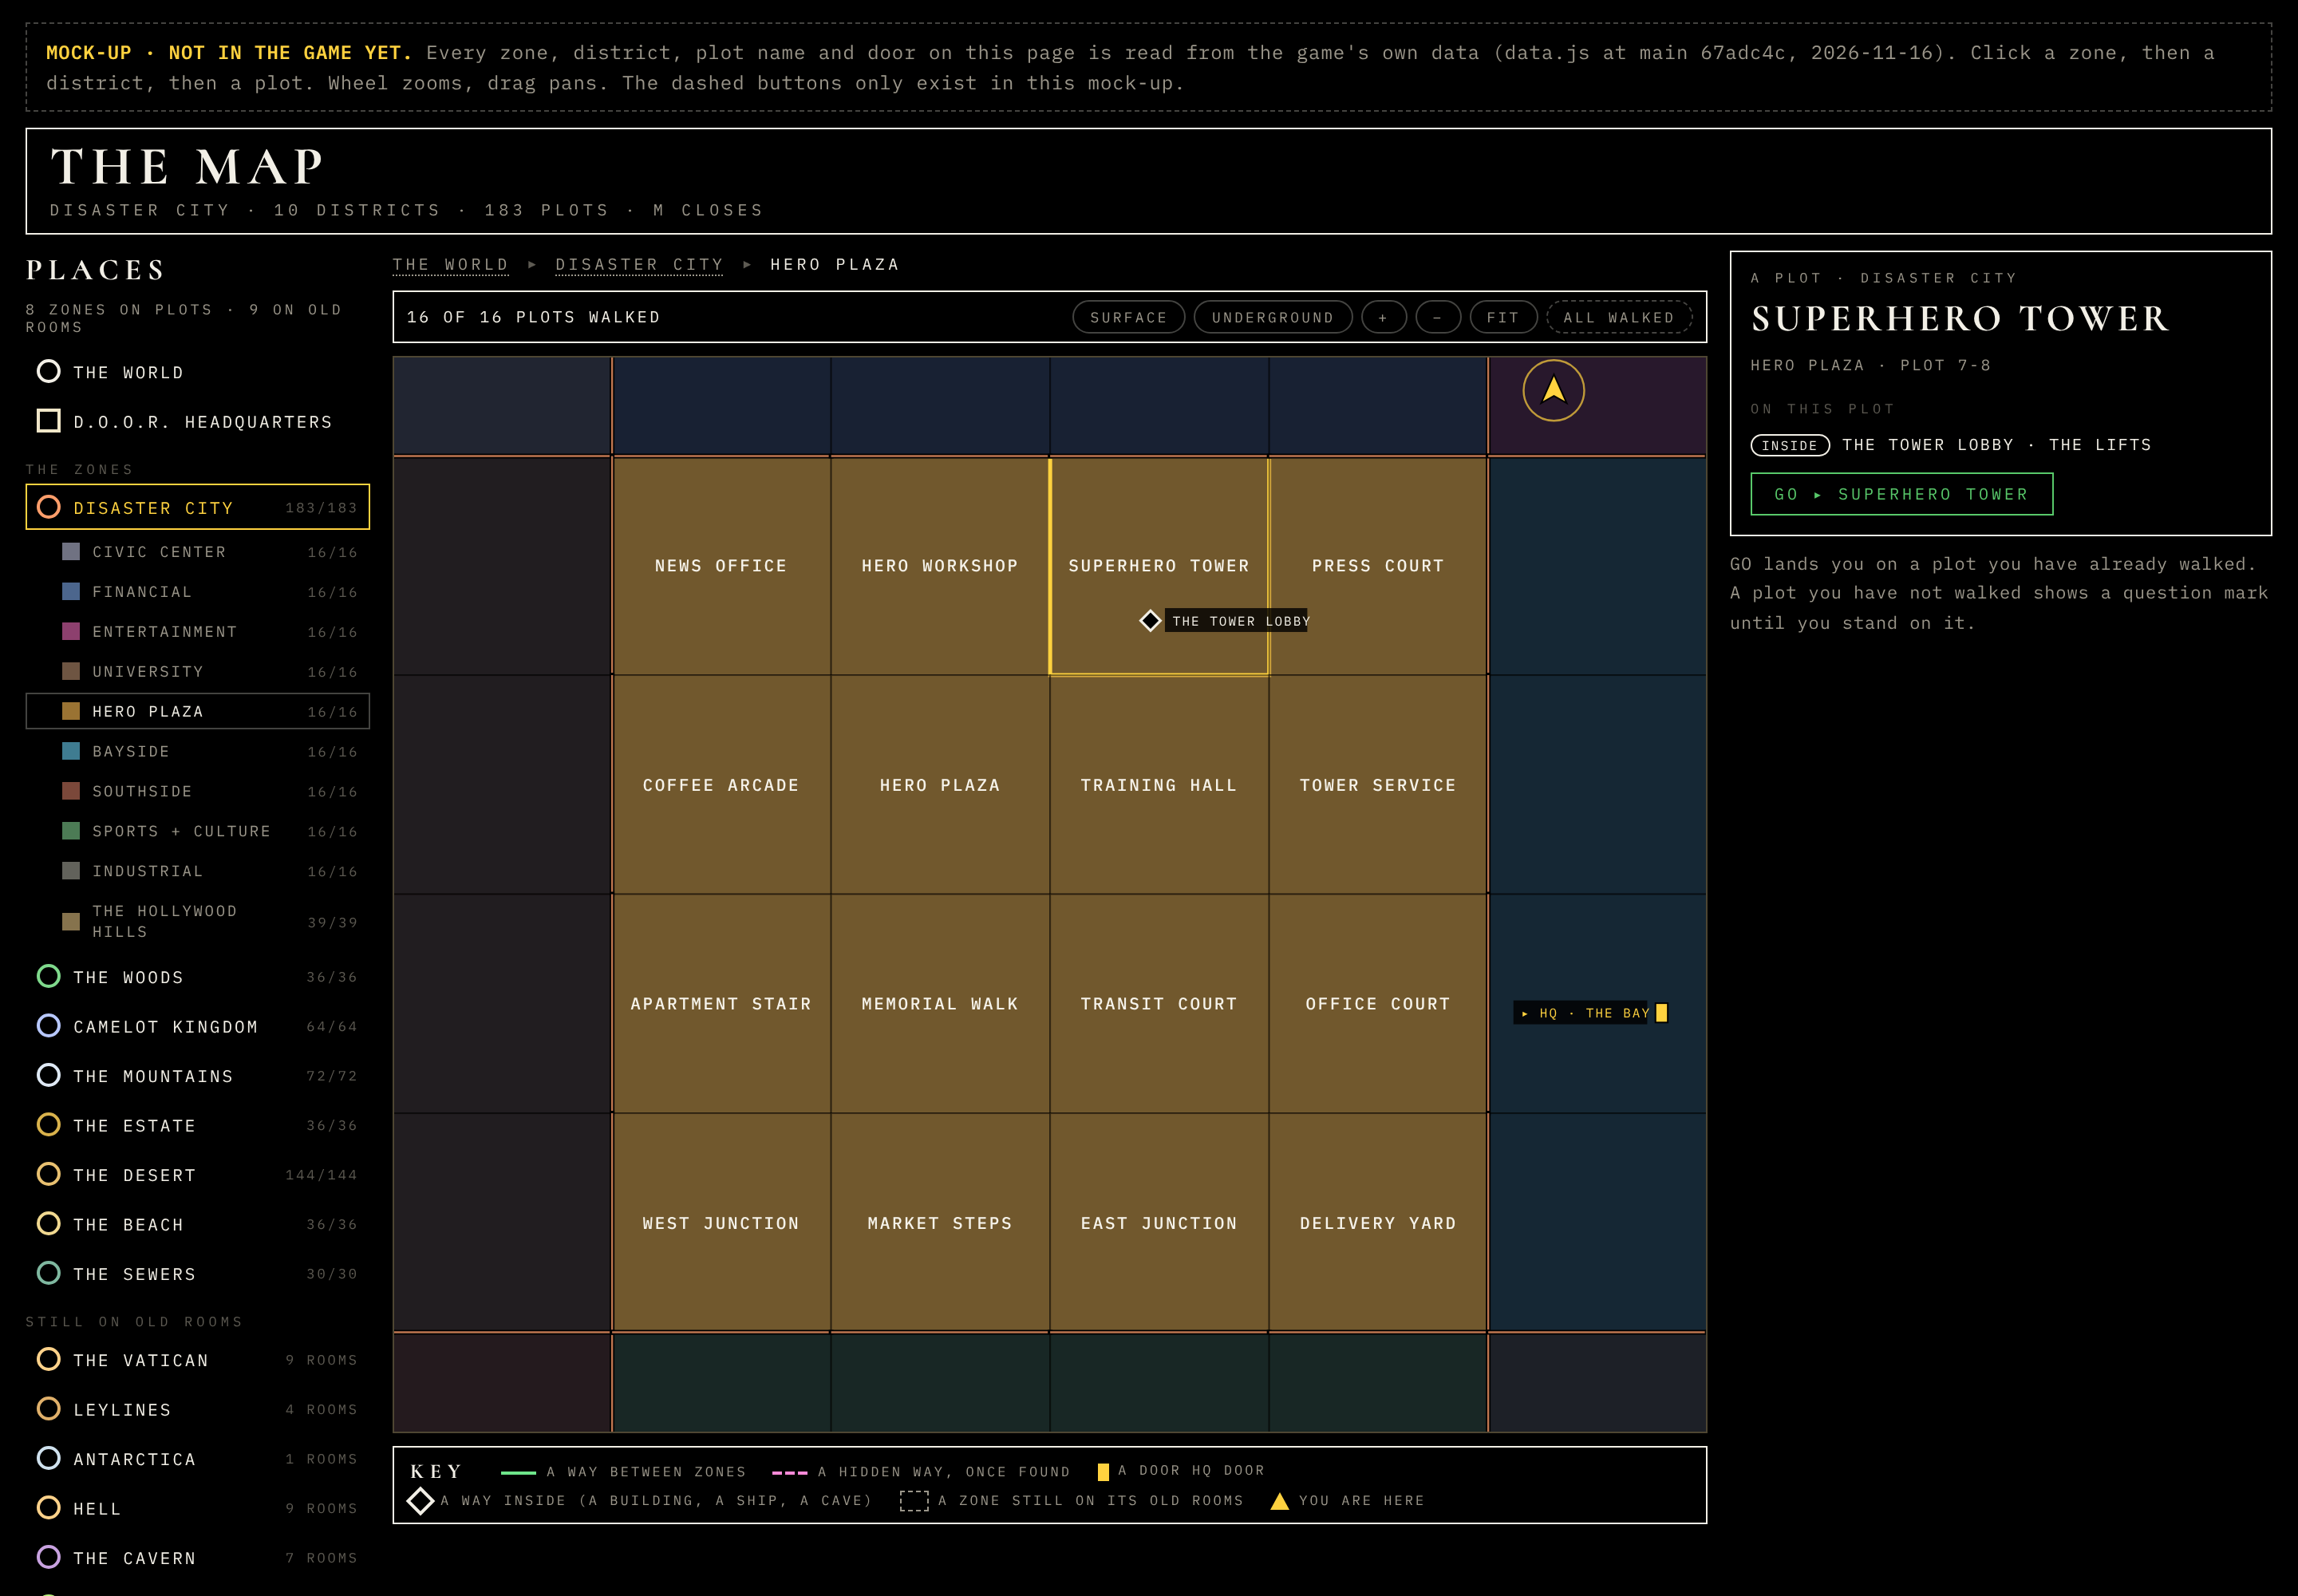 MOCK-UP · NOT IN THE GAME YET. Every zone, district, plot name and door on this page is read from the game's own data (data.js at main 67adc4c, 2026-11-16). Click a zone, then a
district, then a plot. Wheel zooms, drag pans. The dashed buttons only exist in this mock-up.
THE MAP
DISASTER CITY · 10 DISTRICTS · 183 PLOTS · M CLOSES
PLACES
8 ZONES ON PLOTS · 9 ON OLD
ROOMS
THE WORLD
D.O.O.R. HEADQUARTERS
THE ZONES
DISASTER CITY 183/183
CIVIC CENTER 16/16
FINANCIAL 16/16
ENTERTAINMENT 16/16
UNIVERSITY 16/16
HERO PLAZA 16/16
BAYSIDE 16/16
SOUTHSIDE 16/16
SPORTS + CULTURE 16/16
INDUSTRIAL 16/16
THE HOLLYWOOD
HILLS 39/39
THE WOODS 36/36
CAMELOT KINGDOM 64/64
THE MOUNTAINS 72/72
THE ESTATE 36/36
THE DESERT 144/144
THE BEACH 36/36
THE SEWERS 30/30
STILL ON OLD ROOMS
THE VATICAN 9 ROOMS
LEYLINES 4 ROOMS
ANTARCTICA 1 ROOMS
HELL 9 ROOMS
THE CAVERN 7 ROOMS
THE WORLD ▸ DISASTER CITY ▸ HERO PLAZA
16 OF 16 PLOTS WALKED
SURFACE UNDERGROUND + − FIT ALL WALKED
NEWS OFFICE HERO WORKSHOP SUPERHERO TOWER PRESS COURT
THE TOWER LOBBY
COFFEE ARCADE HERO PLAZA TRAINING HALL TOWER SERVICE
APARTMENT STAIR MEMORIAL WALK TRANSIT COURT OFFICE COURT
▸ HQ · THE BAY
WEST JUNCTION MARKET STEPS EAST JUNCTION DELIVERY YARD
KEY A WAY BETWEEN ZONES A HIDDEN WAY, ONCE FOUND A DOOR HQ DOOR
A WAY INSIDE (A BUILDING, A SHIP, A CAVE) A ZONE STILL ON ITS OLD ROOMS YOU ARE HERE
A PLOT · DISASTER CITY
SUPERHERO TOWER
HERO PLAZA · PLOT 7-8
ON THIS PLOT
INSIDE THE TOWER LOBBY · THE LIFTS
GO ▸ SUPERHERO TOWER
GO lands you on a plot you have already walked.
A plot you have not walked shows a question mark
until you stand on it.